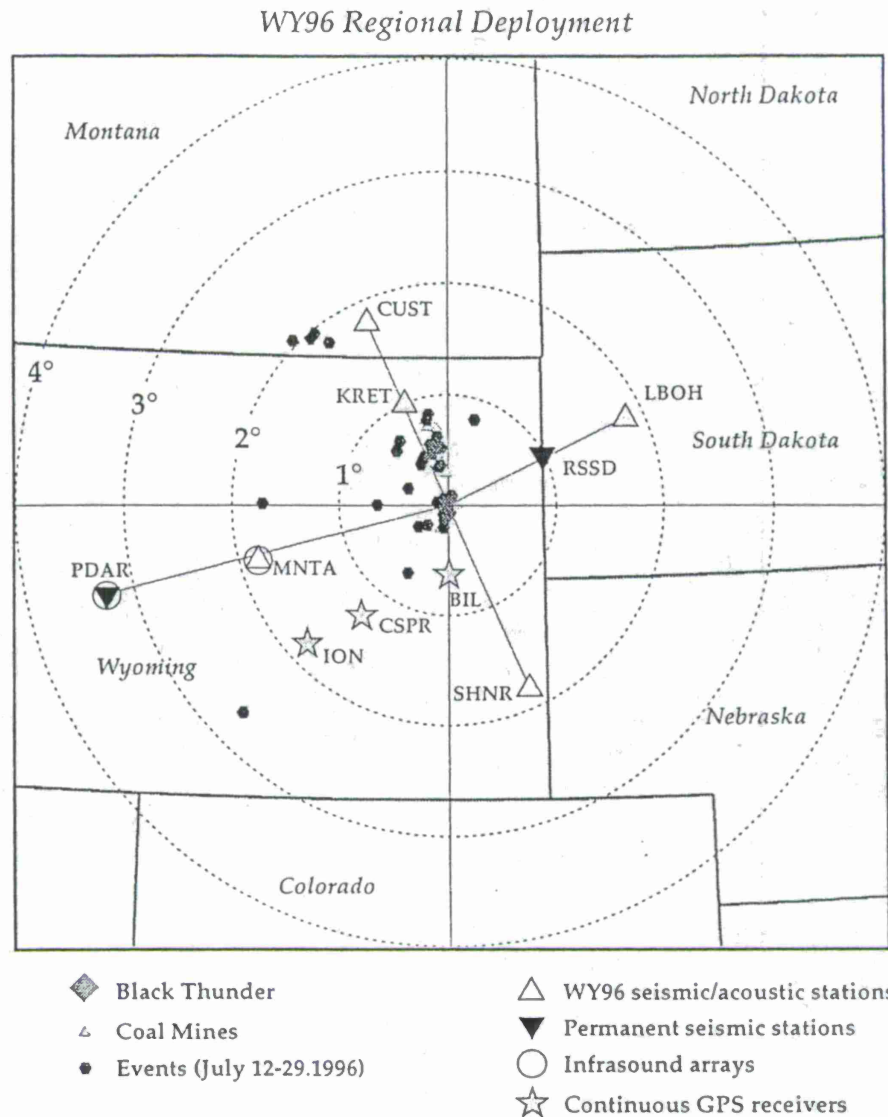 WY96 Regional Deployment
North Dakota
Montana
CUST
4°
3°
KRET
LBOH
2°
South Dakota
1°
RSSD
PDAR
MNTA
BIL
CSPR
ION
Wyoming
SHNR
Nebraska
Colorado
Black Thunder
Coal Mines
Events (July 12-29.1996)
WY96 seismic/acoustic stations
Permanent seismic stations
Infrasound arrays
Continuous GPS receivers